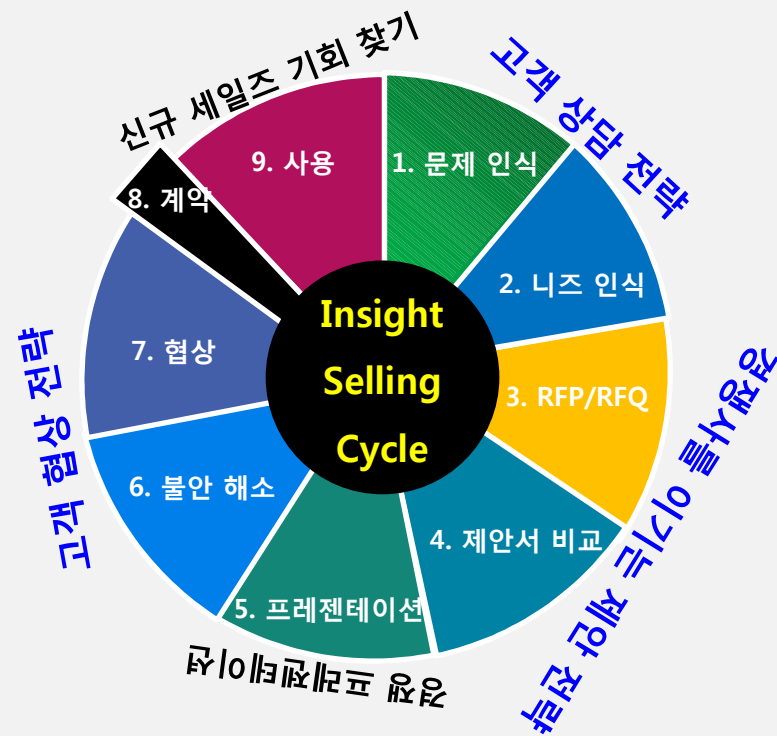 신규 세일즈 기회 찾기
고객 상담 전략
경쟁사를 이기는 제안 전략
경쟁 프레젠테이션
고객 협상 전략
1. 문제 인식
2. 니즈 인식
3. RFP/RFQ
4. 제안서 비교
5. 프레젠테이션
6. 불안 해소
7. 협상
8. 계약
9. 사용
Insight
Selling
Cycle